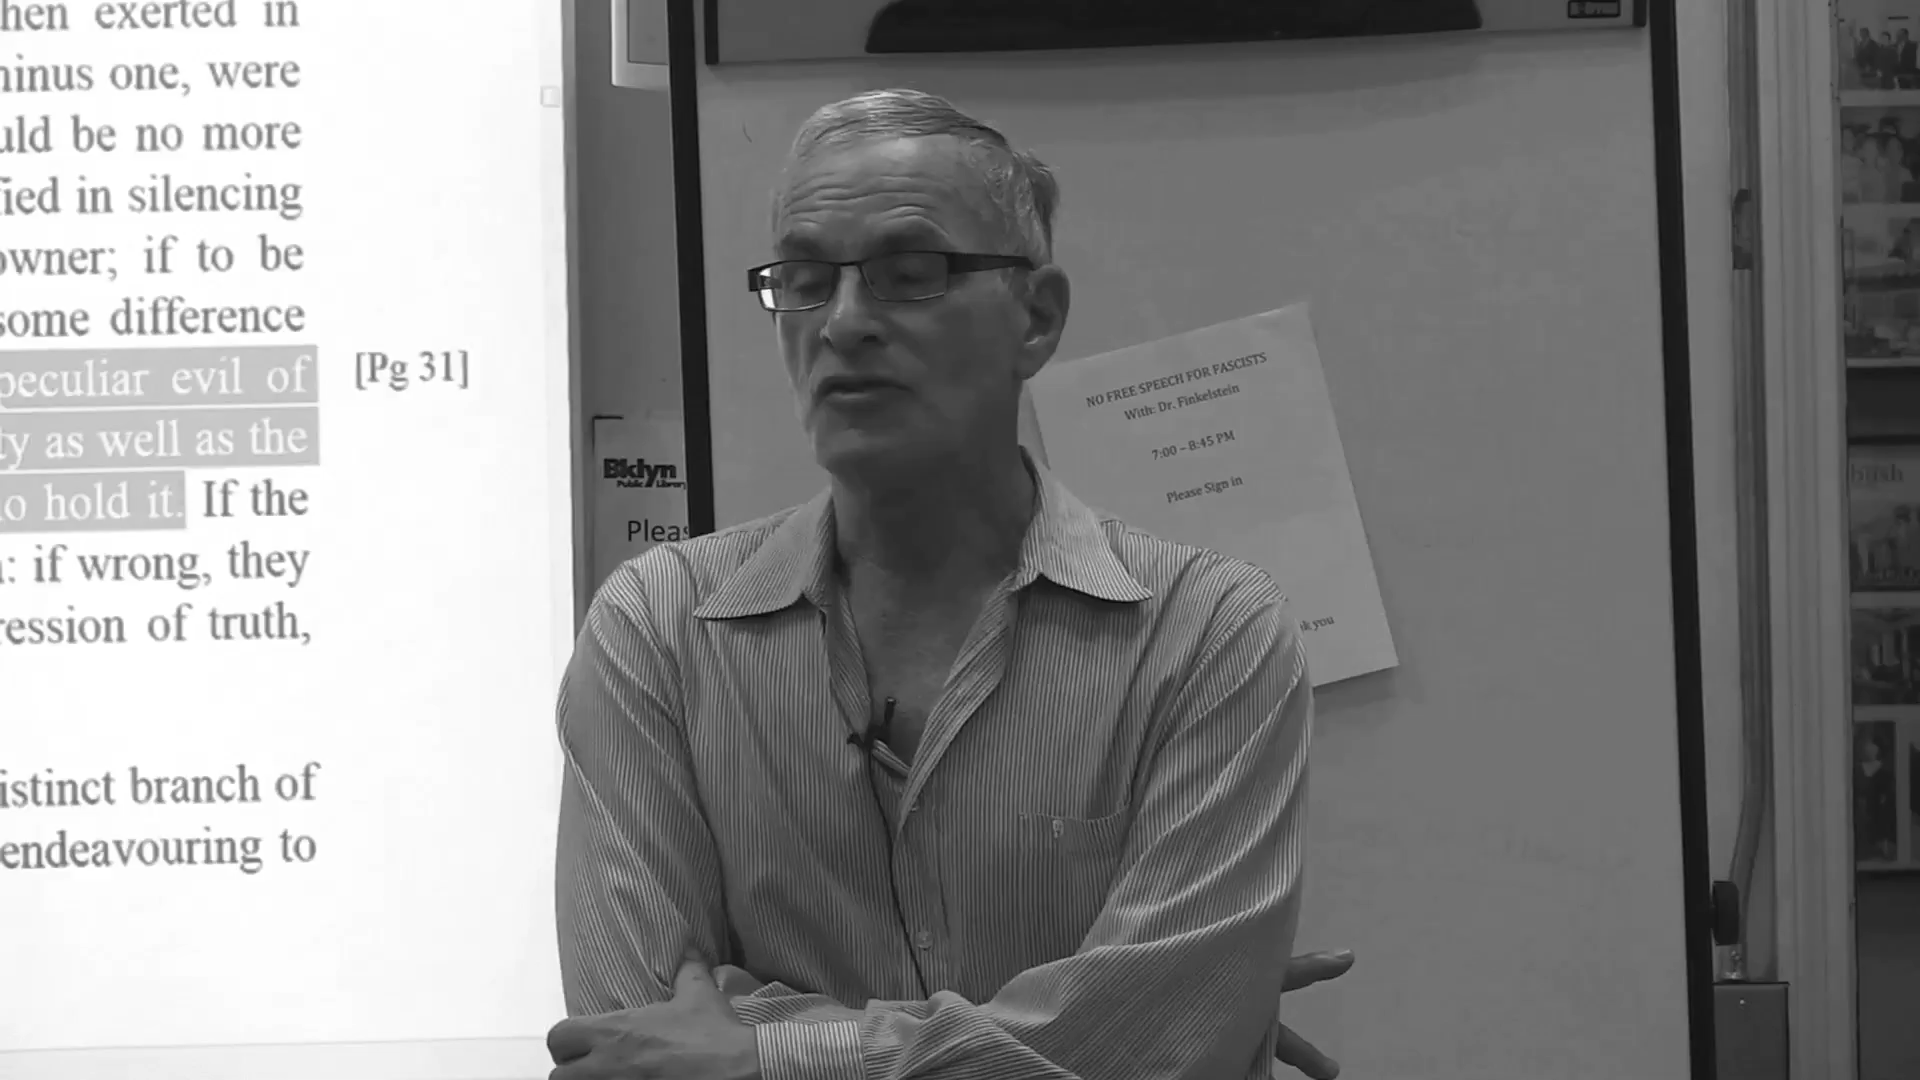 hen exerted in
minus one, were
uld be no more
fied in silencing
owner; if to be
some difference
peculiar evil of
[Pg 31]
ty as well as the
o hold it. If the
: if wrong, they
ression of truth,
istinct branch of
endeavouring to
Bklyn
Public Library
Pleas
NO FREE SPEECH FOR FASCISTS
With: Dr. Finkelstein
7:00 – 8:45 PM
Please Sign in
k you
bush